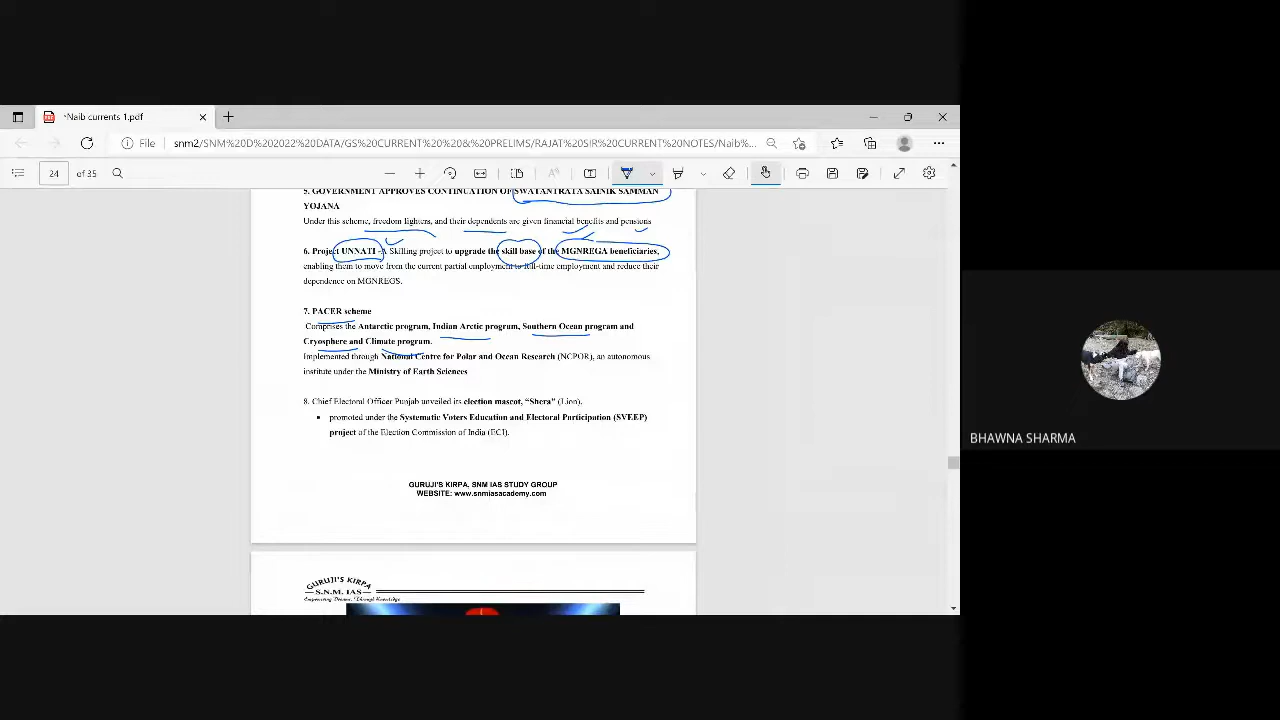 *Naib currents 1.pdf
File
snm2/SNM%20D%202022%20DATA/GS%20CURRENT%20&%20PRELIMS/RAJAT%20SIR%20CURRENT%20NOTES/Naib%...
24 of 35
5. GOVERNMENT APPROVES CONTINUATION OF SWATANTRATA SAINIK SAMMAN
YOJANA
Under this scheme, freedom fighters, and their dependents are given financial benefits and pensions
6. Project UNNATI -A Skilling project to upgrade the skill base of the MGNREGA beneficiaries,
enabling them to move from the current partial employment to full-time employment and reduce their
dependence on MGNREGS.
7. PACER scheme
Comprises the Antarctic program, Indian Arctic program, Southern Ocean program and
Cryosphere and Climate program.
Implemented through National Centre for Polar and Ocean Research (NCPOR), an autonomous
institute under the Ministry of Earth Sciences
8. Chief Electoral Officer Punjab unveiled its election mascot, “Shera” (Lion),
promoted under the Systematic Voters Education and Electoral Participation (SVEEP)
project of the Election Commission of India (ECI).
GURUJI'S KIRPA, SNM IAS STUDY GROUP
WEBSITE: www.snmiasacademy.com
GURUJI'S KIRPA
S.N.M. IAS
BHAWNA SHARMA